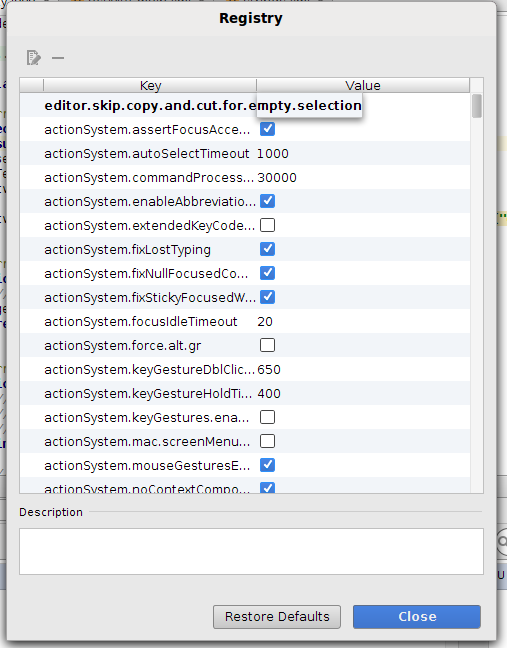 Registry
Key Value
editor.skip.copy.and.cut.for.empty.selection
actionSystem.assertFocusAcce...
actionSystem.autoSelectTimeout 1000
actionSystem.commandProcess... 30000
actionSystem.enableAbbreviatio...
actionSystem.extendedKeyCode...
actionSystem.fixLostTyping
actionSystem.fixNullFocusedCo...
actionSystem.fixStickyFocusedW...
actionSystem.focusIdleTimeout 20
actionSystem.force.alt.gr
actionSystem.keyGestureDblClic... 650
actionSystem.keyGestureHoldTi... 400
actionSystem.keyGestures.ena...
actionSystem.mac.screenMenu...
actionSystem.mouseGesturesE...
actionSystem.noContextCompo...
Description
Restore Defaults Close